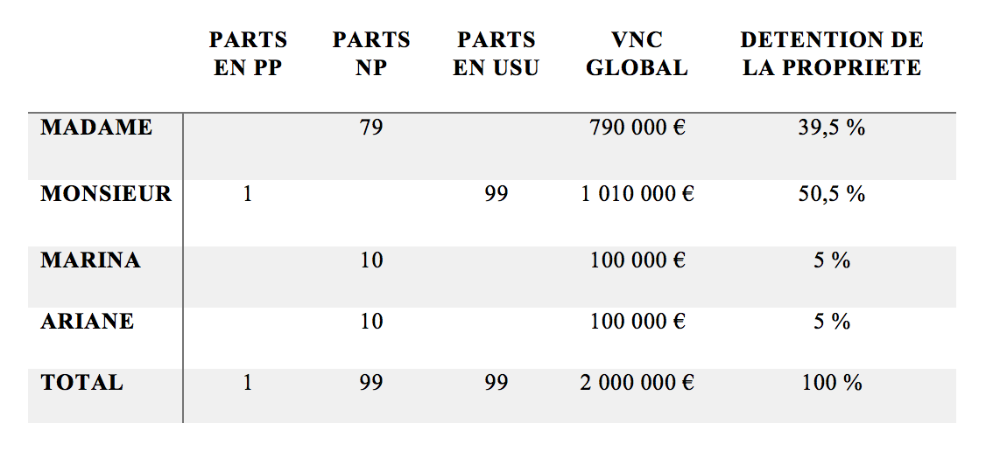 PARTS PARTS PARTS VNC DETENTION DE
EN PP NP EN USU GLOBAL LA PROPRIETE
MADAME 79 790 000 € 39,5 %
MONSIEUR 1 99 1 010 000 € 50,5 %
MARINA 10 100 000 € 5 %
ARIANE 10 100 000 € 5 %
TOTAL 1 99 99 2 000 000 € 100 %